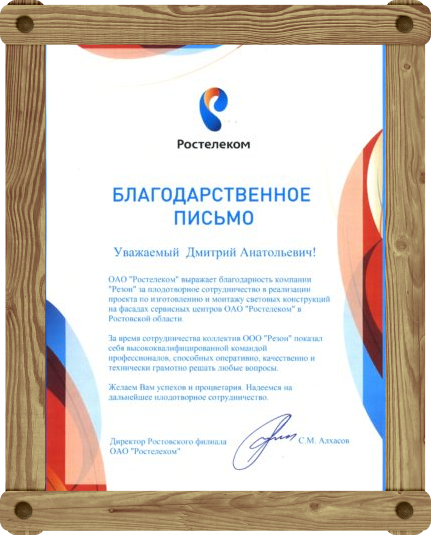 Ростелеком
БЛАГОДАРСТВЕННОЕ
ПИСЬМО
Уважаемый Дмитрий Анатольевич!
ОАО "Ростелеком" выражает благодарность компании
"Резон" за плодотворное сотрудничество в реализации
проекта по изготовлению и монтажу световых конструкций
на фасадах сервисных центров ОАО "Ростелеком" в
Ростовской области.
За время сотрудничества коллектив ООО "Резон" показал
себя высококвалифицированной командой
профессионалов, способных оперативно, качественно и
технически грамотно решать любые вопросы.
Желаем Вам успехов и процветария Надеемся на
дальнейшее плодотворное сотрудничество.
Директор Ростовского филиала
ОАО "Ростелеком"
С.М. Алхасов